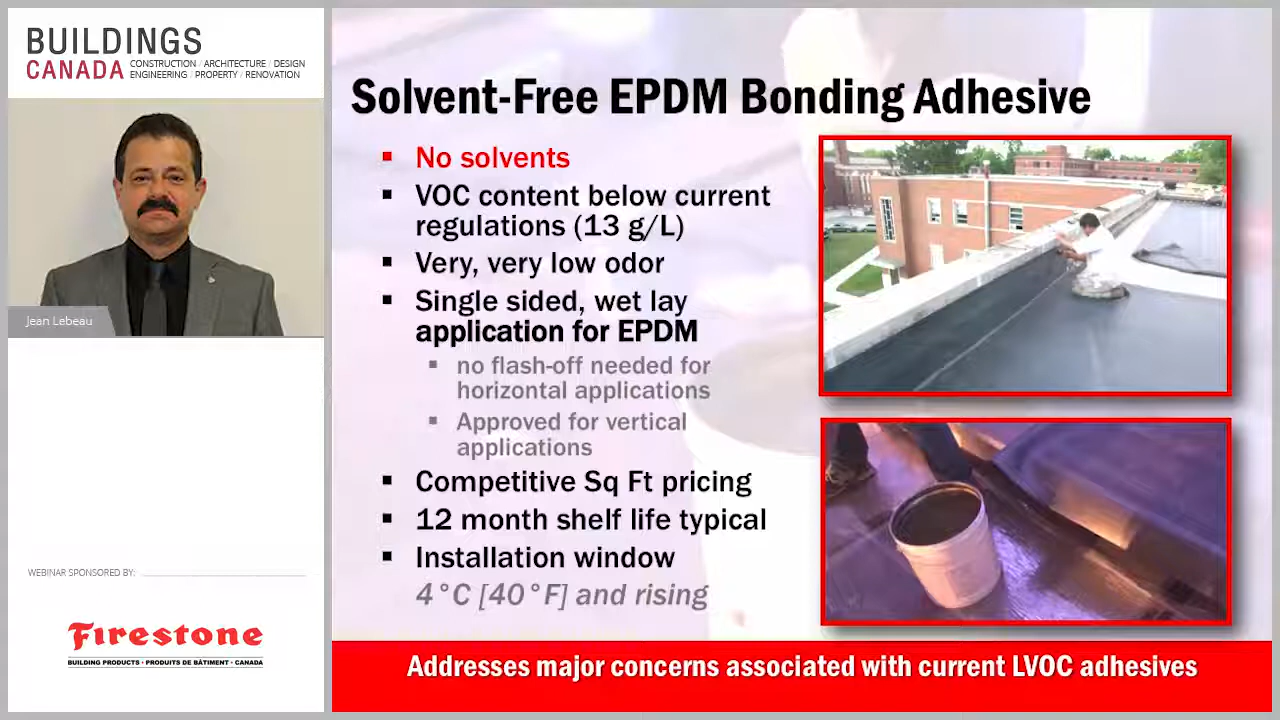 BUILDINGS
CANADA CONSTRUCTION / ARCHITECTURE / DESIGN
ENGINEERING / PROPERTY / RENOVATION
Jean Lebeau
WEBINAR SPONSORED BY:
Firestone
BUILDING PRODUCTS · PRODUITS DE BÂTIMENT · CANADA
Solvent-Free EPDM Bonding Adhesive
▪ No solvents
▪ VOC content below current
regulations (13 g/L)
▪ Very, very low odor
▪ Single sided, wet lay
application for EPDM
▪ no flash-off needed for
horizontal applications
▪ Approved for vertical
applications
▪ Competitive Sq Ft pricing
▪ 12 month shelf life typical
▪ Installation window
4°C [40°F] and rising
Addresses major concerns associated with current LVOC adhesives